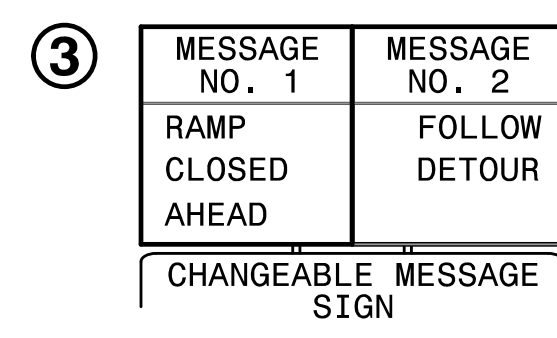 3
MESSAGE NO. 1
MESSAGE NO. 2
RAMP
CLOSED
AHEAD
FOLLOW
DETOUR
CHANGEABLE MESSAGE
SIGN